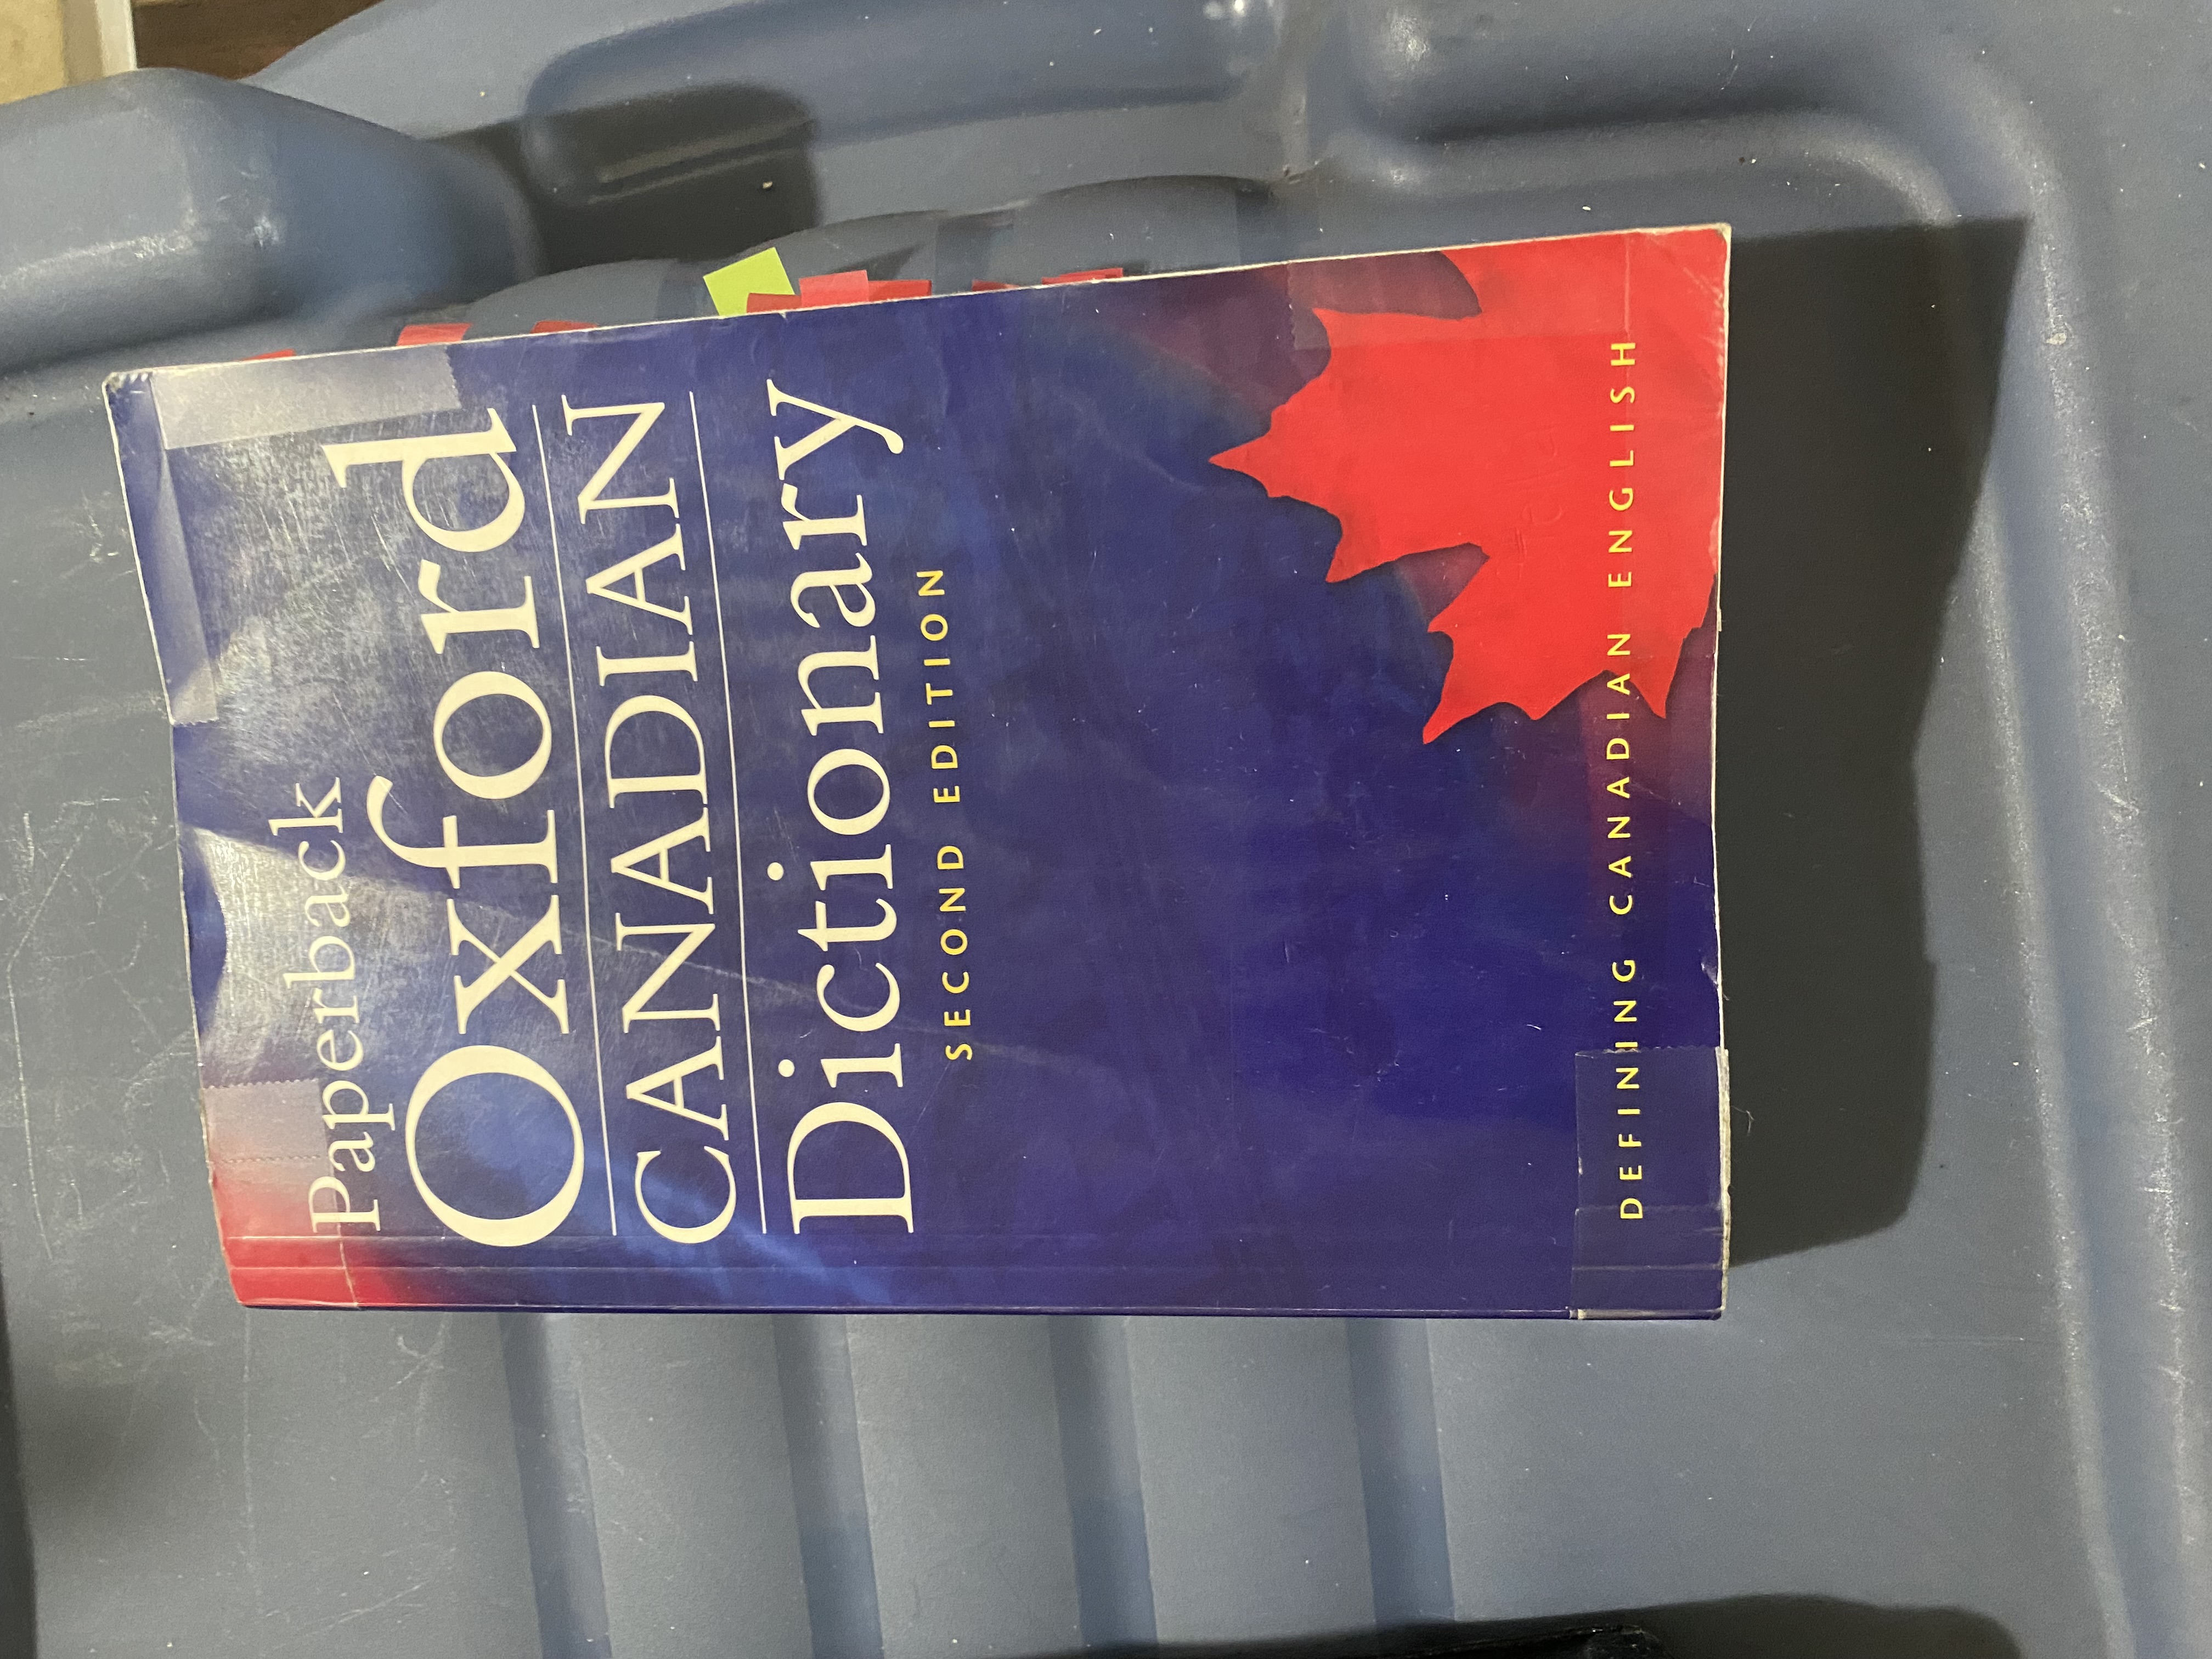 Paperback
Oxford
CANADIAN
Dictionary
SECOND EDITION
DEFINING CANADIAN ENGLISH